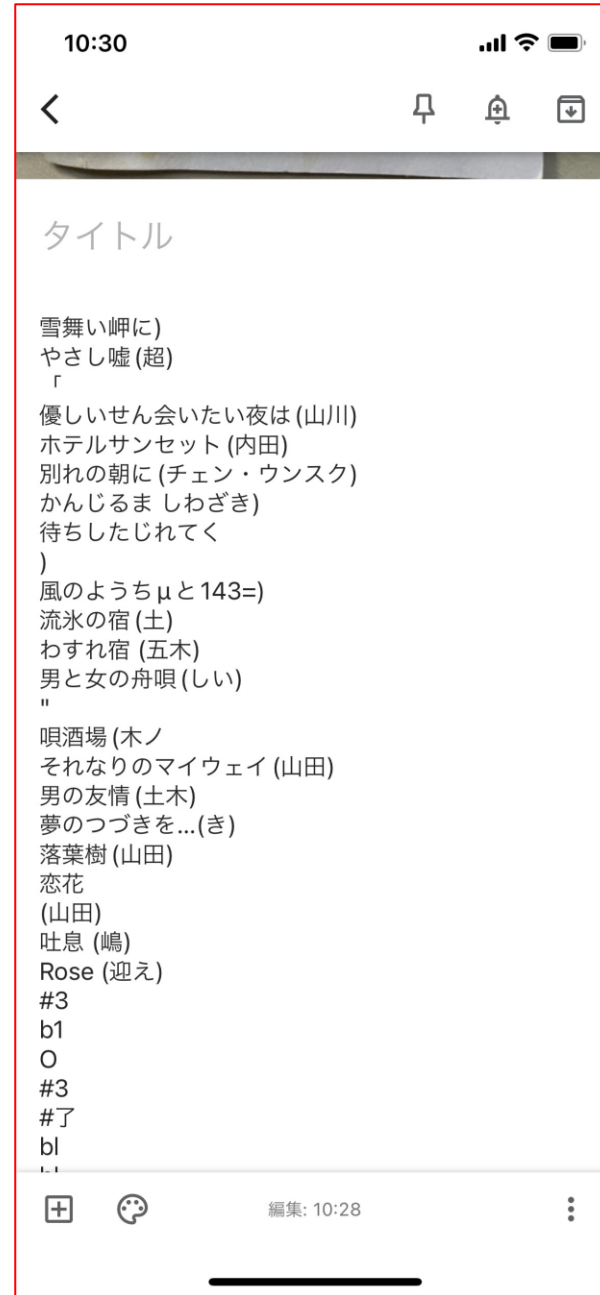 10:30
タイトル
雪舞い岬に)
やさし嘘(超)
「
優しいせん会いたい夜は(山川)
ホテルサンセット(内田)
別れの朝に(チェン・ウンスク)
かんじるま しわざき)
待ちしたじれてく
)
風のようちμと143=)
流氷の宿(土)
わすれ宿 (五木)
男と女の舟唄(しい)
"
唄酒場(木ノ
それなりのマイウェイ(山田)
男の友情(土木)
夢のつづきを...(き)
落葉樹(山田)
恋花
(山田)
吐息 (嶋)
Rose (迎え)
#3
b1
O
#3
#了
bl
編集: 10:28